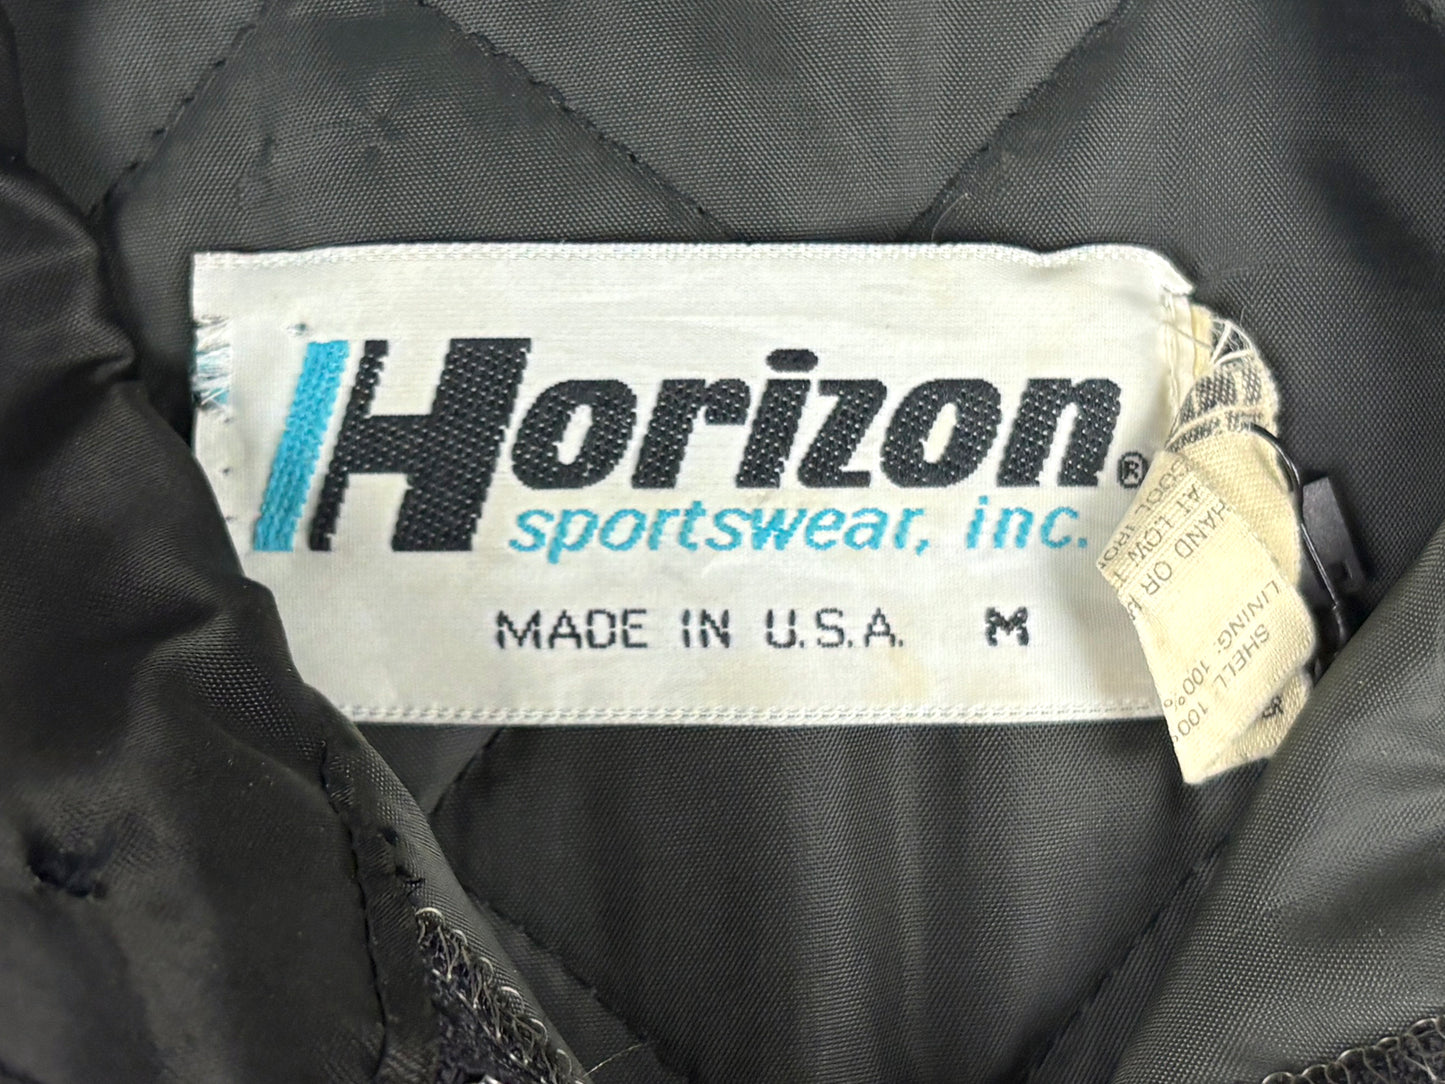 Horizon®
sportswear, inc.
MADE IN U.S.A. M
SHELL 100%
LINING: 100%
HAND OR
AT LOW
COOL IRON